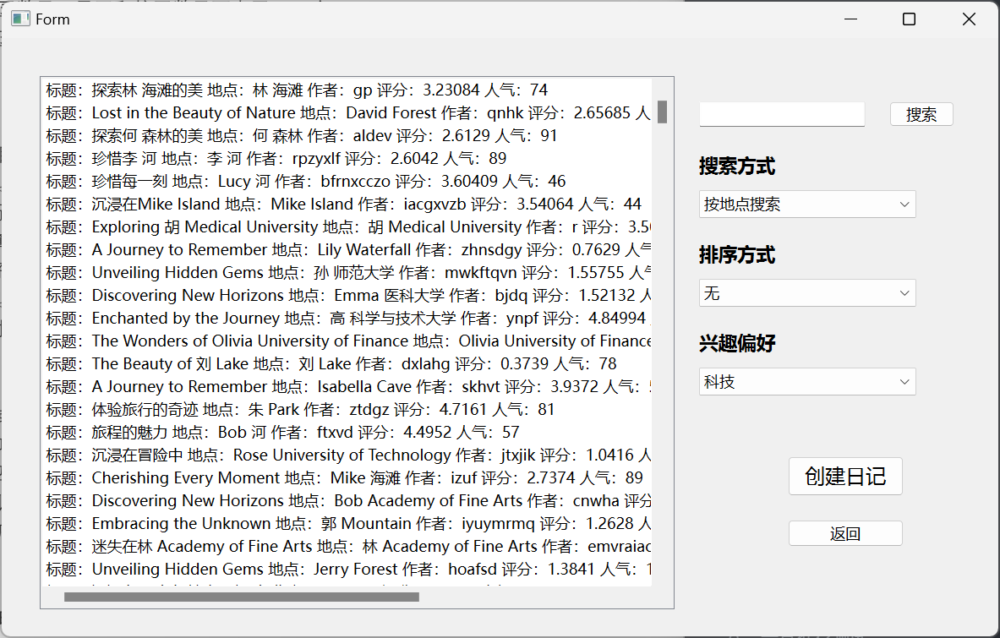 Form
标题：探索林 海滩的美 地点：林 海滩 作者：gp 评分：3.23084 人气：74
标题：Lost in the Beauty of Nature 地点：David Forest 作者：qnhk 评分：2.65685 人
标题：探索何 森林的美 地点：何 森林 作者：aldev 评分：2.6129 人气：91
标题：珍惜李 河 地点：李 河 作者：rpzyxlf 评分：2.6042 人气：89
标题：珍惜每一刻 地点：Lucy 河 作者：bfrnxcczo 评分：3.60409 人气：46
标题：沉浸在Mike Island 地点：Mike Island 作者：iacgxvzb 评分：3.54064 人气：44
标题：Exploring 胡 Medical University 地点：胡 Medical University 作者：r 评分：3.5
标题：A Journey to Remember 地点：Lily Waterfall 作者：zhnsdgy 评分：0.7629 人气
标题：Unveiling Hidden Gems 地点：孙 师范大学 作者：mwkftqvn 评分：1.55755 人气
标题：Discovering New Horizons 地点：Emma 医科大学 作者：bjdq 评分：1.52132 人
标题：Enchanted by the Journey 地点：高 科学与技术大学 作者：ynpf 评分：4.84994
标题：The Wonders of Olivia University of Finance 地点：Olivia University of Finance
标题：The Beauty of 刘 Lake 地点：刘 Lake 作者：dxlahg 评分：0.3739 人气：78
标题：A Journey to Remember 地点：Isabella Cave 作者：skhvt 评分：3.9372 人气：
标题：体验旅行的奇迹 地点：朱 Park 作者：ztdgz 评分：4.7161 人气：81
标题：旅程的魅力 地点：Bob 河 作者：ftxvd 评分：4.4952 人气：57
标题：沉浸在冒险中 地点：Rose University of Technology 作者：jtxjik 评分：1.0416 人
标题：Cherishing Every Moment 地点：Mike 海滩 作者：izuf 评分：2.7374 人气：89
标题：Discovering New Horizons 地点：Bob Academy of Fine Arts 作者：cnwha 评分
标题：Embracing the Unknown 地点：郭 Mountain 作者：iyuymrmq 评分：1.2628 人
标题：迷失在林 Academy of Fine Arts 地点：林 Academy of Fine Arts 作者：emvraiac
标题：Unveiling Hidden Gems 地点：Jerry Forest 作者：hoafsd 评分：1.3841 人气：1
搜索
搜索方式
按地点搜索
排序方式
无
兴趣偏好
科技
创建日记
返回